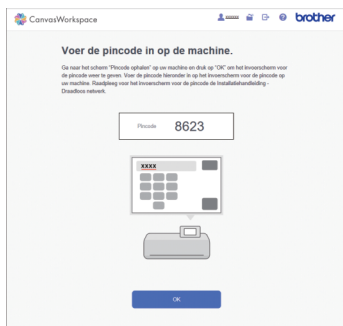 CanvasWorkspace
brother
Voer de pincode in op de machine.
Ga naar het scherm "Pincode ophalen" op uw machine en druk op "OK" om het invoerscherm voor
de pincode weer te geven. Voer de pincode hieronder in op het invoerscherm voor de pincode op
uw machine. Raadpleeg voor het invoerscherm voor de pincode de Installatiehandleiding -
Draadloos netwerk.
Pincode 8623
XXXX
OK